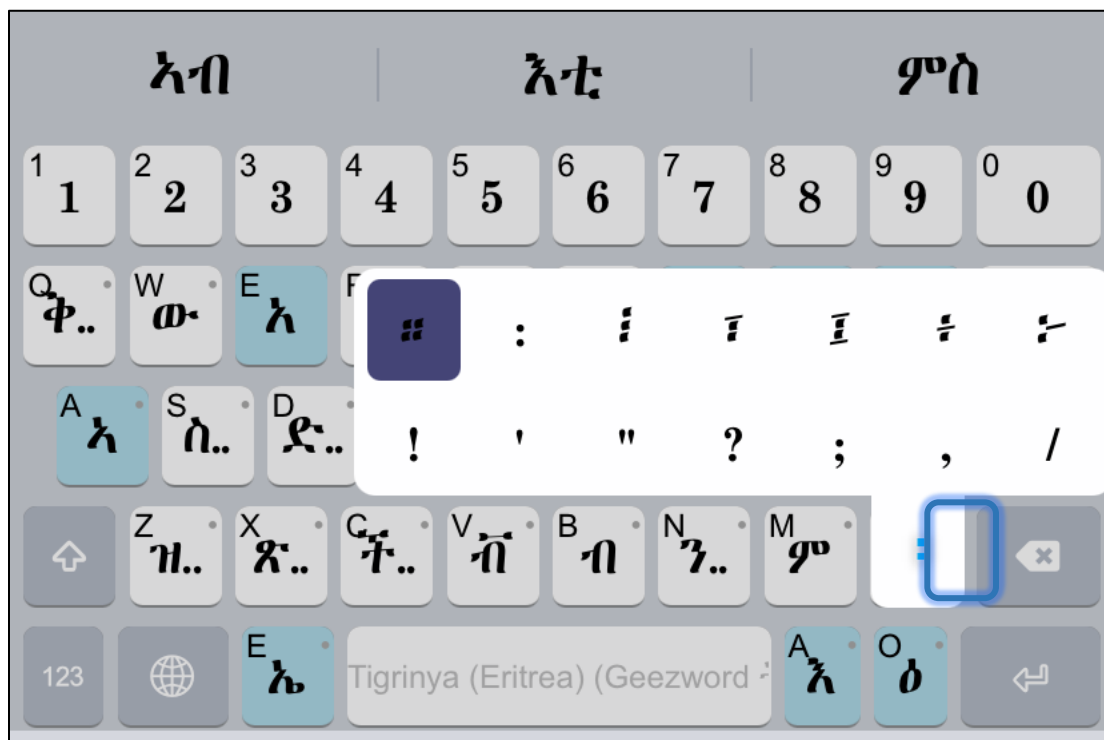 ኣብ እቲ ምስ
1 1 2 2 3 3 4 4 5 5 6 6 7 7 8 8 9 9 0 0
Q ቅ.. W ው E አ
። : ፥ ፣ ፤ ÷ ፦
A ኣ S ስ.. D ድ..
! ' " ? ; , /
Z ዝ.. X ጽ.. C ች.. V ቭ B ብ N ን.. M ም
123 E ኤ Tigrinya (Eritrea) (Geezword A እ O ዕ